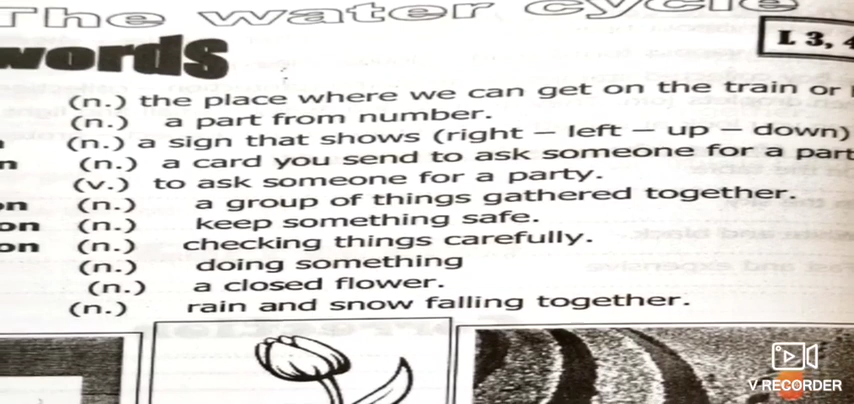 The water cycle
words
L 3, 4
(n.) the place where we can get on the train or
(n.) a part from number.
(n.) a sign that shows (right – left – up – down)
n (n.) a card you send to ask someone for a part
(v.) to ask someone for a party.
on (n.) a group of things gathered together.
on (n.) keep something safe.
on (n.) checking things carefully.
(n.) doing something
(n.) a closed flower.
(n.) rain and snow falling together.
V RECORDER